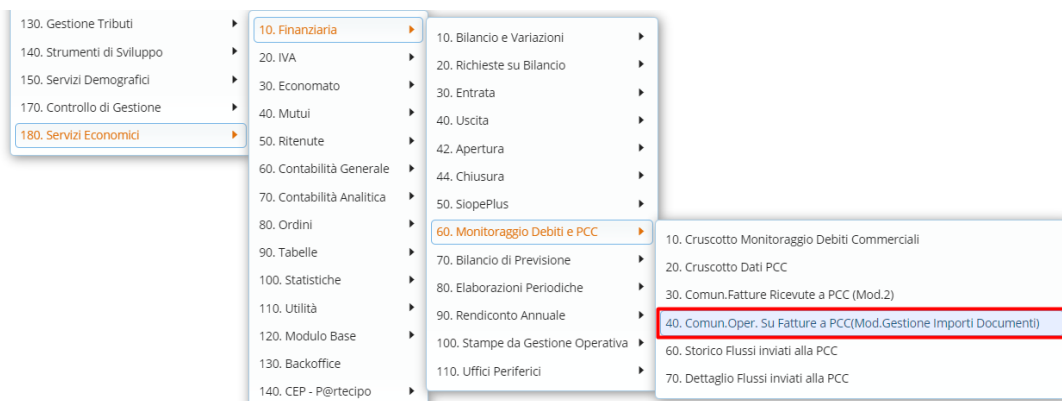 130. Gestione Tributi
140. Strumenti di Sviluppo
150. Servizi Demografici
170. Controllo di Gestione
180. Servizi Economici
10. Finanziaria
20. IVA
30. Economato
40. Mutui
50. Ritenute
60. Contabilità Generale
70. Contabilità Analitica
80. Ordini
90. Tabelle
100. Statistiche
110. Utilità
120. Modulo Base
130. Backoffice
140. CEP - P@rtecipo
10. Bilancio e Variazioni
20. Richieste su Bilancio
30. Entrata
40. Uscita
42. Apertura
44. Chiusura
50. SiopePlus
60. Monitoraggio Debiti e PCC
70. Bilancio di Previsione
80. Elaborazioni Periodiche
90. Rendiconto Annuale
100. Stampe da Gestione Operativa
110. Uffici Periferici
10. Cruscotto Monitoraggio Debiti Commerciali
20. Cruscotto Dati PCC
30. Comun.Fatture Ricevute a PCC (Mod.2)
40. Comun.Oper. Su Fatture a PCC(Mod.Gestione Importi Documenti)
60. Storico Flussi inviati alla PCC
70. Dettaglio Flussi inviati alla PCC